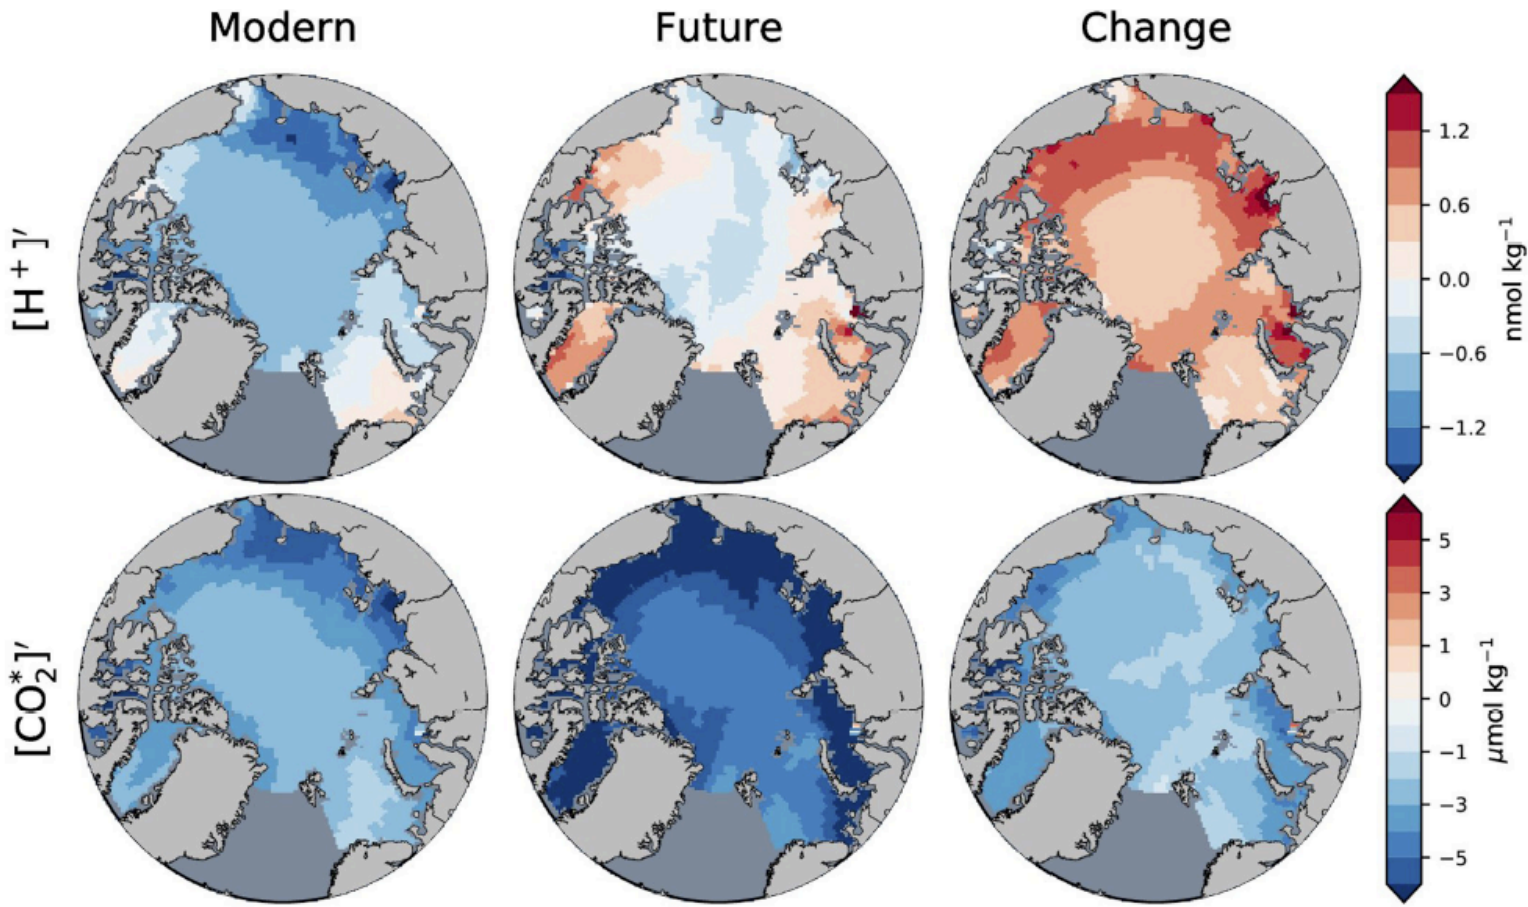 Modern Future Change
[H⁺]′
1.2
0.6
0.0
−0.6
−1.2
nmol kg⁻¹
[CO₂*]′
5
3
1
0
−1
−3
−5
μmol kg⁻¹